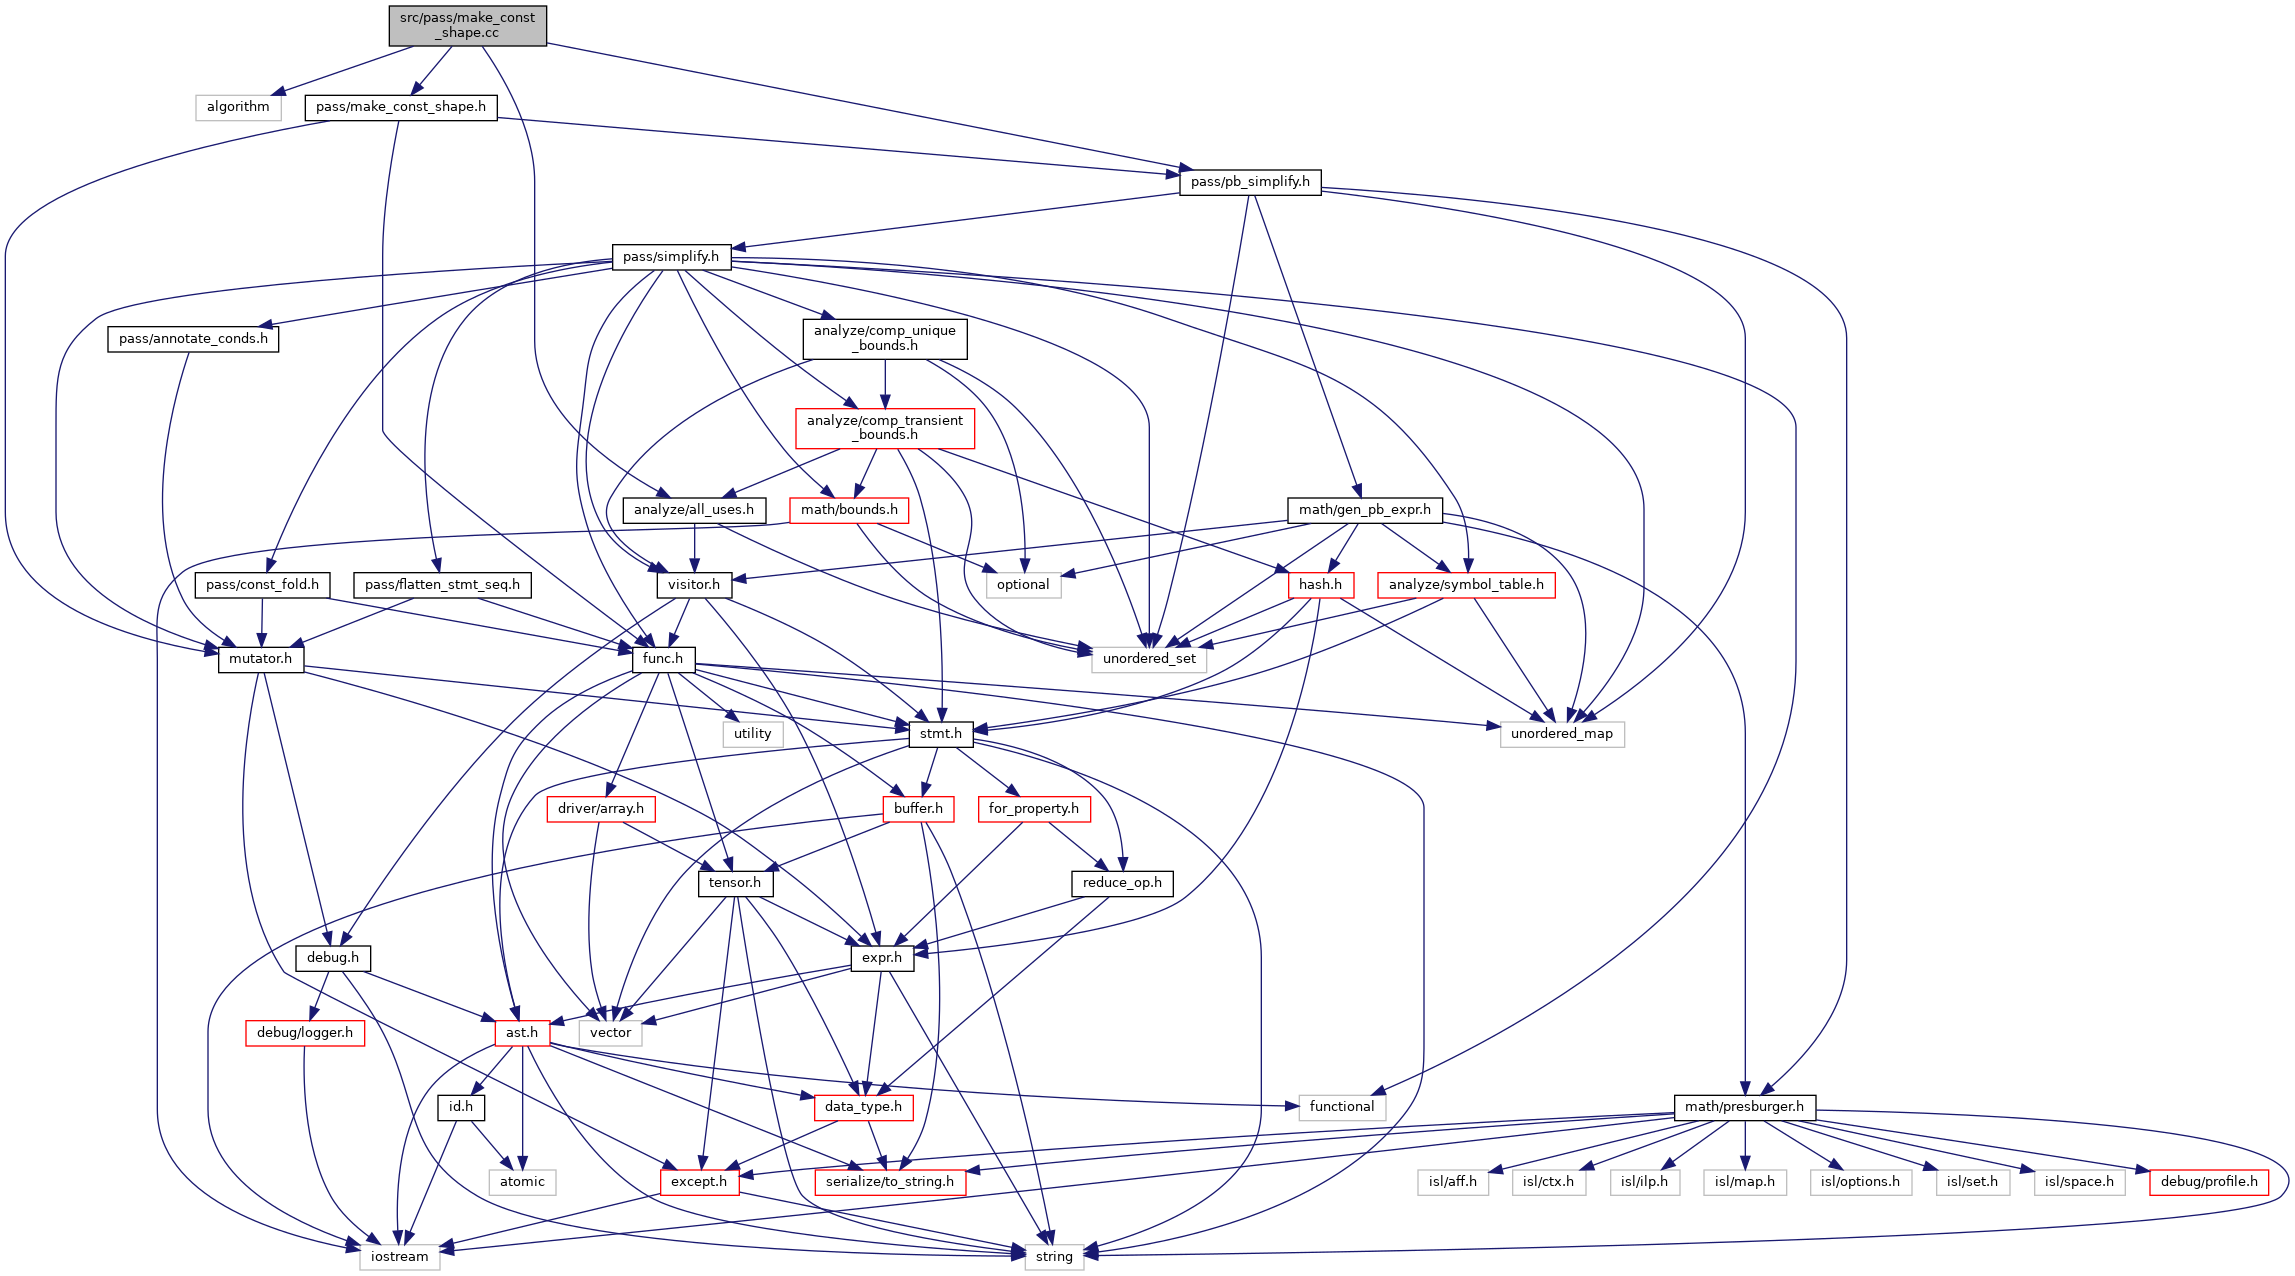 src/pass/make_const
_shape.cc
algorithm
pass/make_const_shape.h
pass/pb_simplify.h
pass/simplify.h
pass/annotate_conds.h
analyze/comp_unique
_bounds.h
analyze/comp_transient
_bounds.h
analyze/all_uses.h
math/bounds.h
math/gen_pb_expr.h
pass/const_fold.h
pass/flatten_stmt_seq.h
visitor.h
optional
hash.h
analyze/symbol_table.h
mutator.h
func.h
unordered_set
utility
stmt.h
unordered_map
driver/array.h
buffer.h
for_property.h
tensor.h
reduce_op.h
debug.h
expr.h
debug/logger.h
ast.h
vector
id.h
data_type.h
functional
math/presburger.h
atomic
except.h
serialize/to_string.h
isl/aff.h
isl/ctx.h
isl/ilp.h
isl/map.h
isl/options.h
isl/set.h
isl/space.h
debug/profile.h
iostream
string